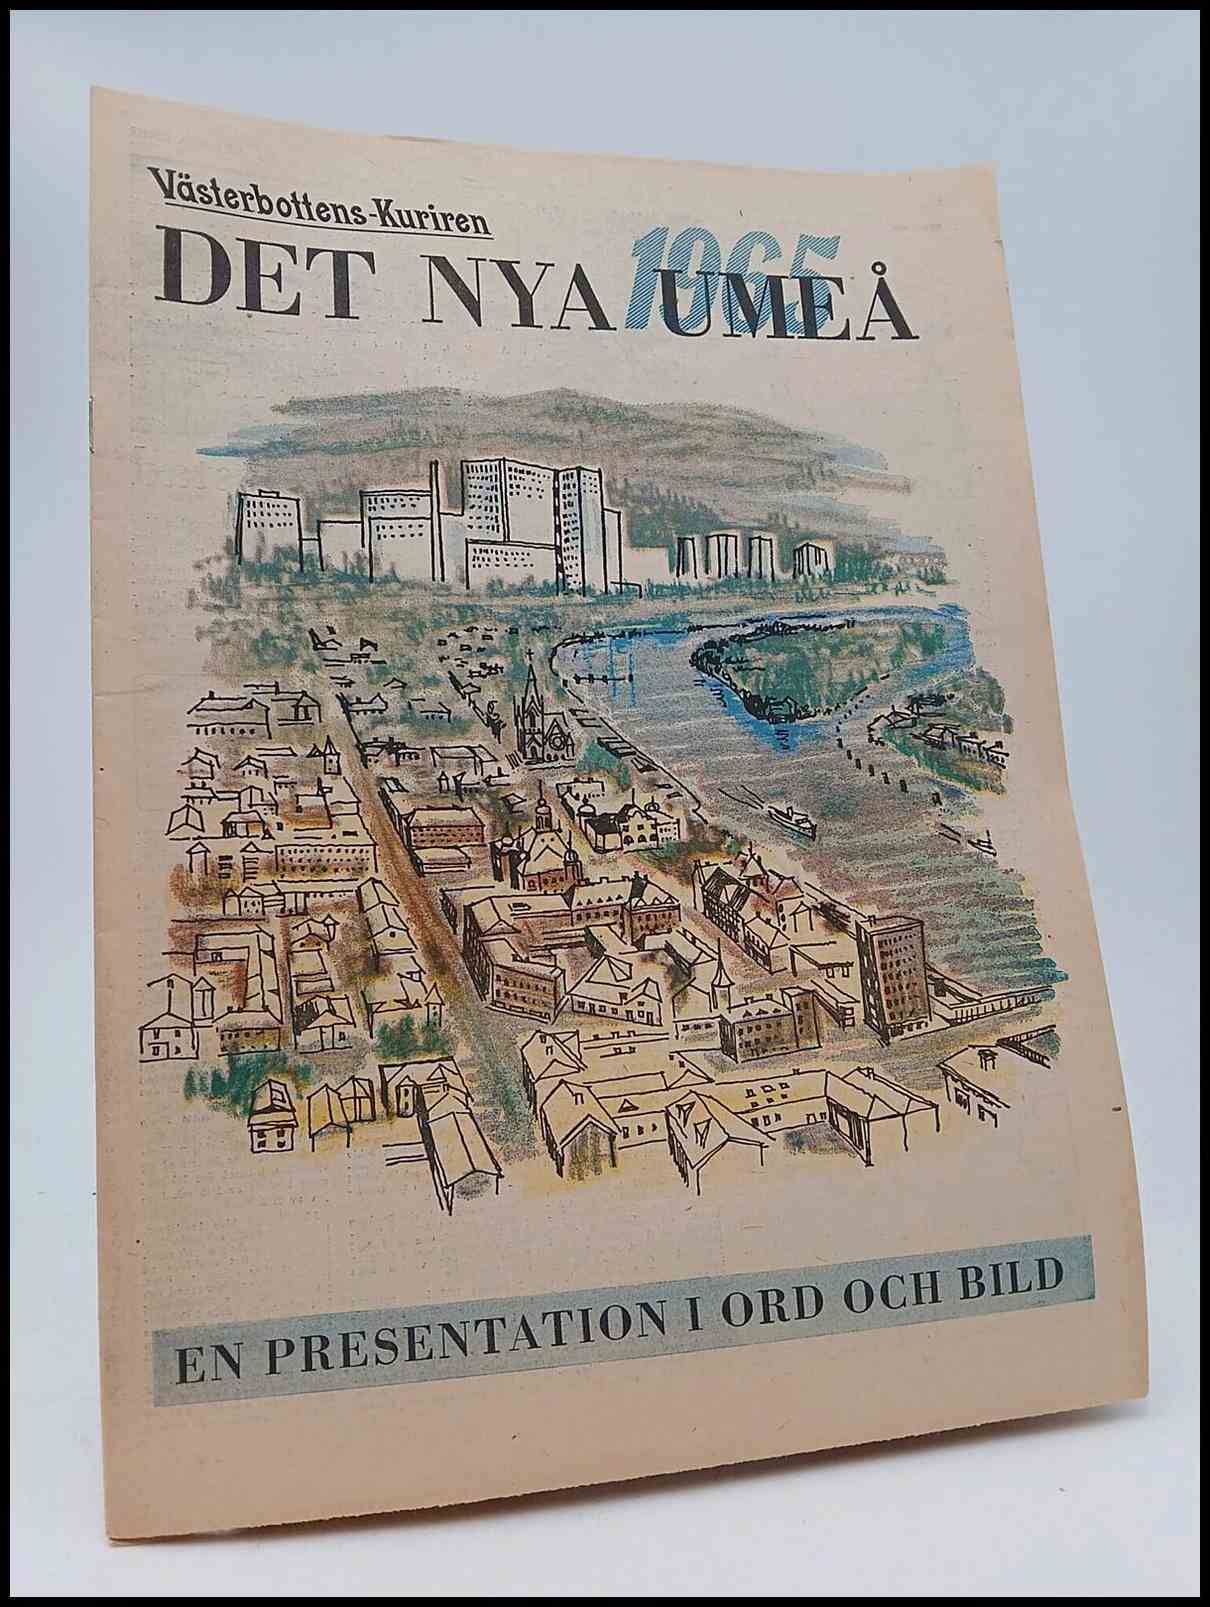 Västerbottens-Kuriren
1965
DET NYA UMEÅ
EN PRESENTATION I ORD OCH BILD